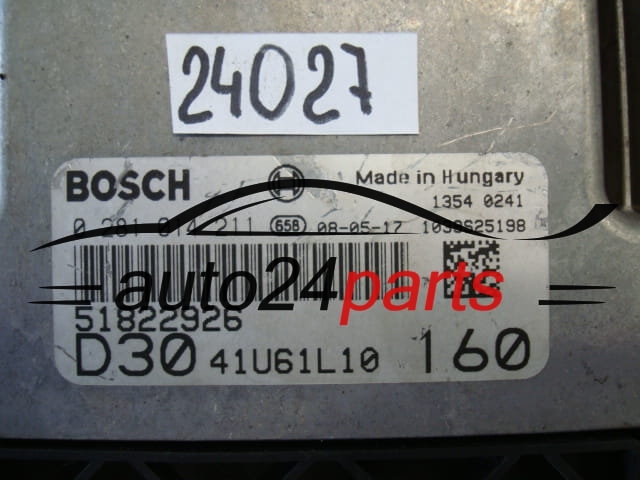 24027
BOSCH
Made in Hungary
1354 0241
0 281 014 211 658 08-05-17 1039S25198
auto24parts
51822926
D30 41U61L10 160